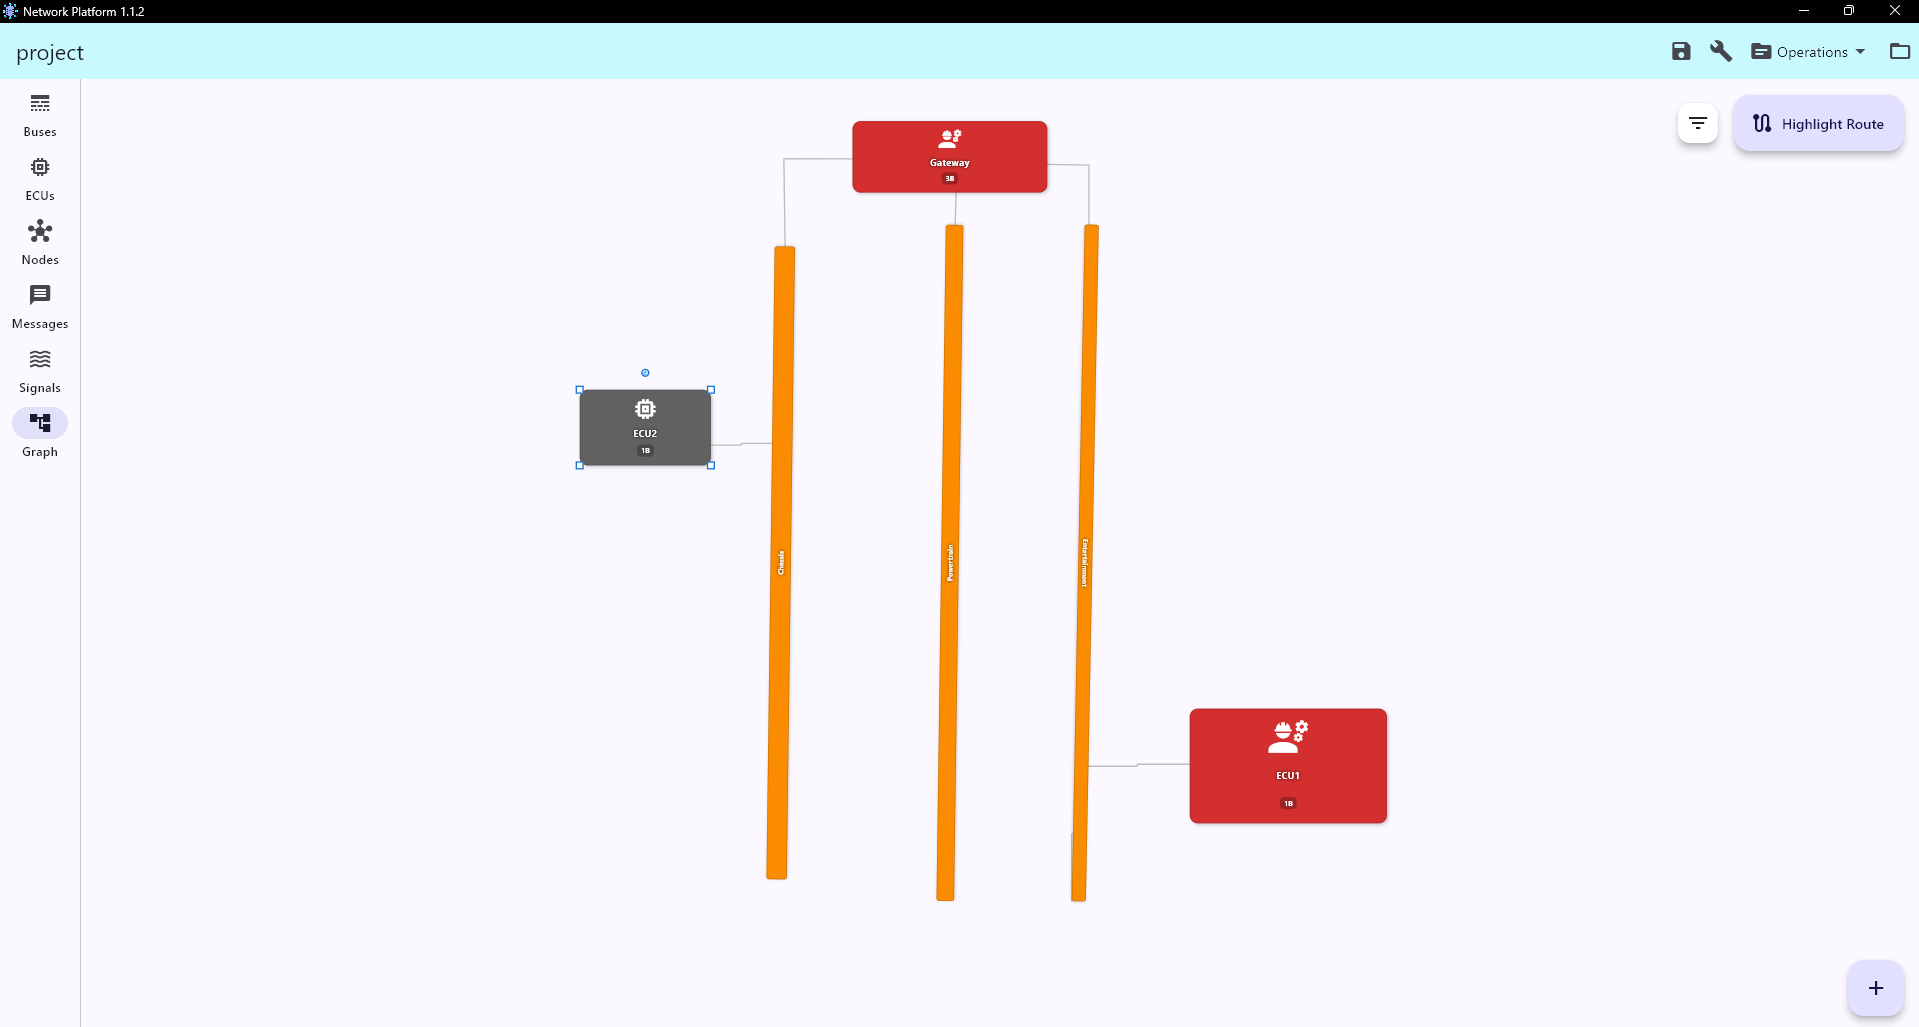 Network Platform 1.1.2
project
Operations
Buses
ECUs
Nodes
Messages
Signals
Graph
Highlight Route
Gateway
3B
ECU2
1B
Chassis
Powertrain
Entertainment
ECU1
1B